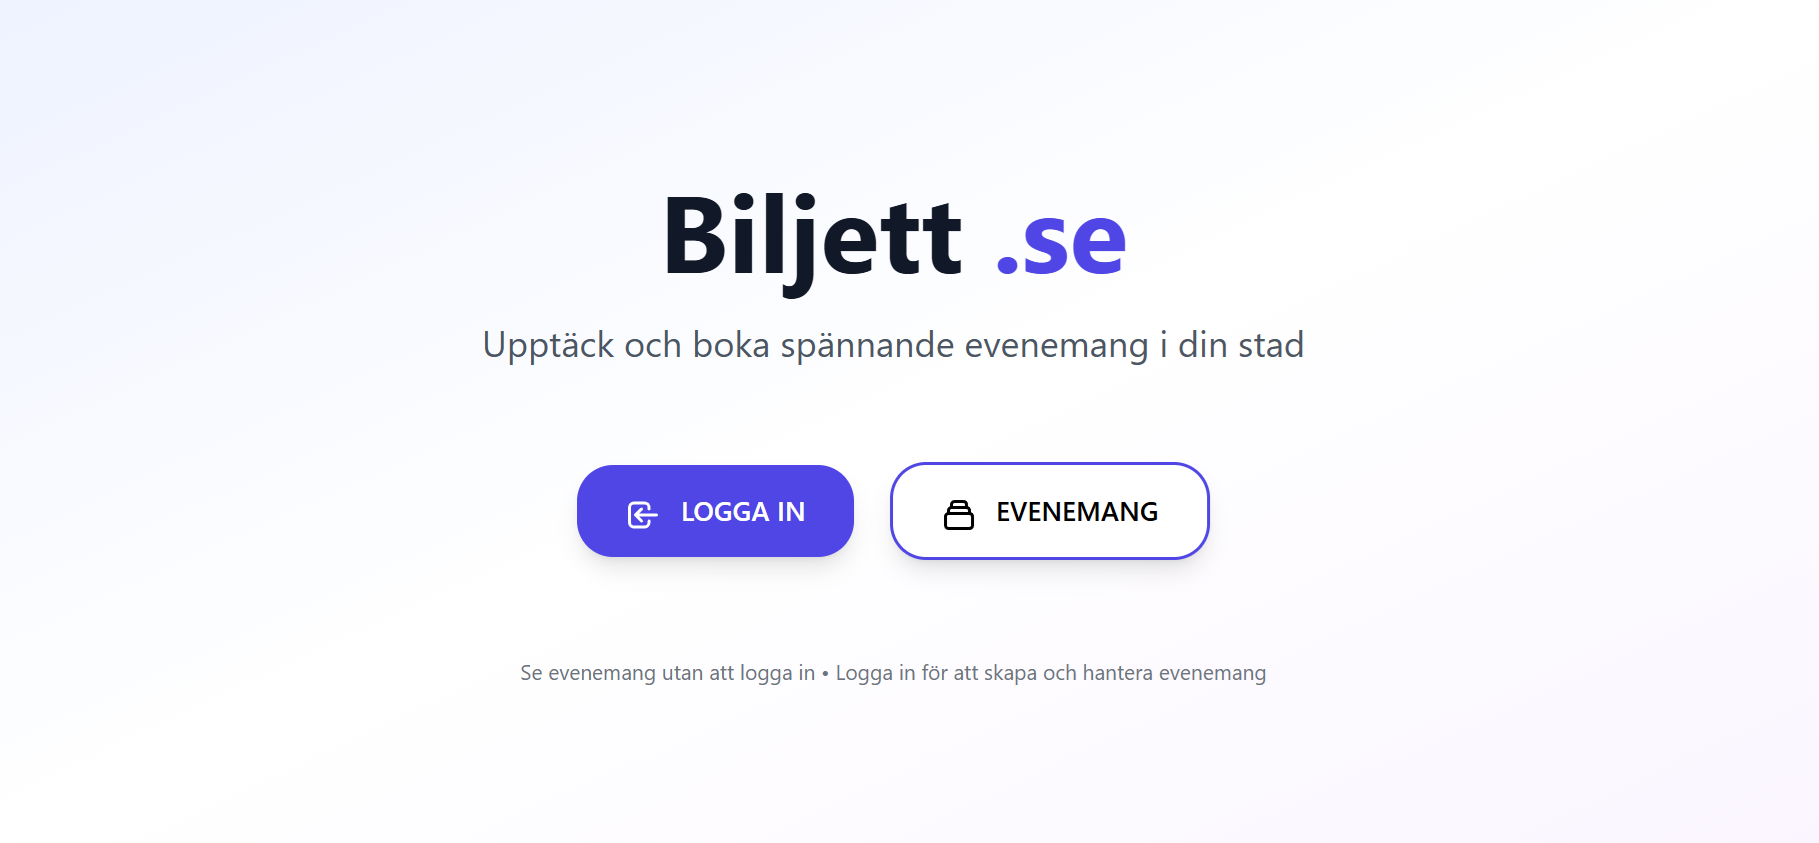 Biljett .se
Upptäck och boka spännande evenemang i din stad
LOGGA IN
EVENEMANG
Se evenemang utan att logga in • Logga in för att skapa och hantera evenemang